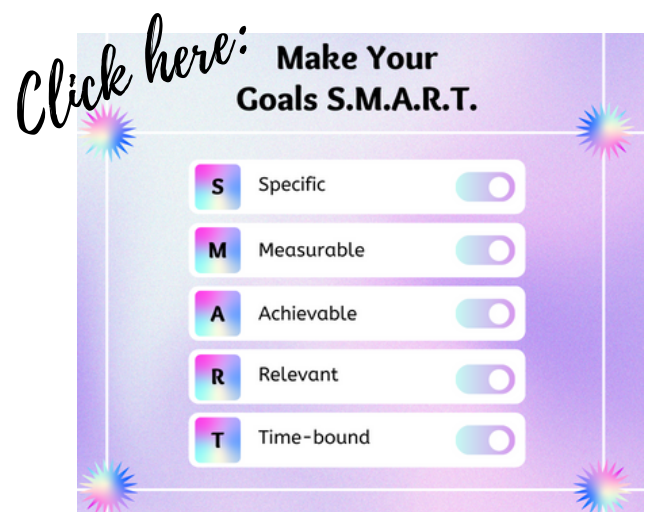 Click here:
Make Your
Goals S.M.A.R.T.
S Specific
M Measurable
A Achievable
R Relevant
T Time-bound